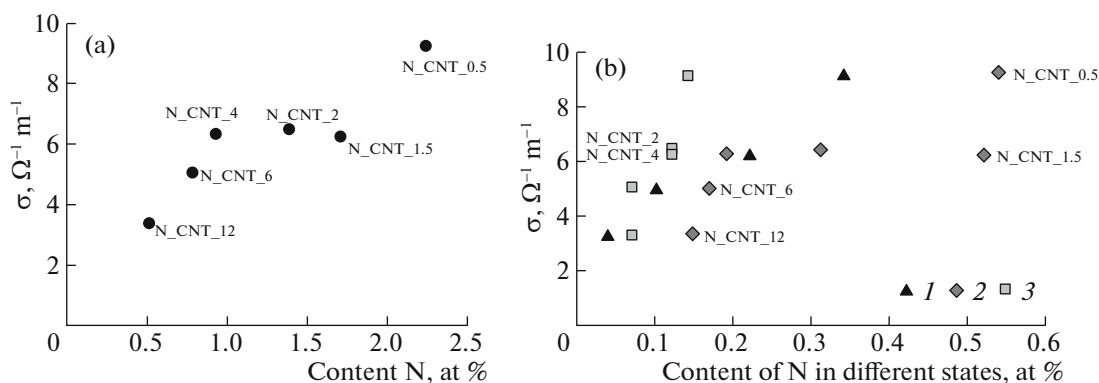 (a)
10
8
6
4
2
0
0.5
1.0
1.5
2.0
2.5
σ, Ω⁻¹ m⁻¹
Content N, at %
N_CNT_0.5
N_CNT_4
N_CNT_2
N_CNT_1.5
N_CNT_6
N_CNT_12
(b)
10
8
6
4
2
0
0.1
0.2
0.3
0.4
0.5
0.6
σ, Ω⁻¹ m⁻¹
Content of N in different states, at %
N_CNT_0.5
N_CNT_2
N_CNT_4
N_CNT_1.5
N_CNT_6
N_CNT_12
1 2 3